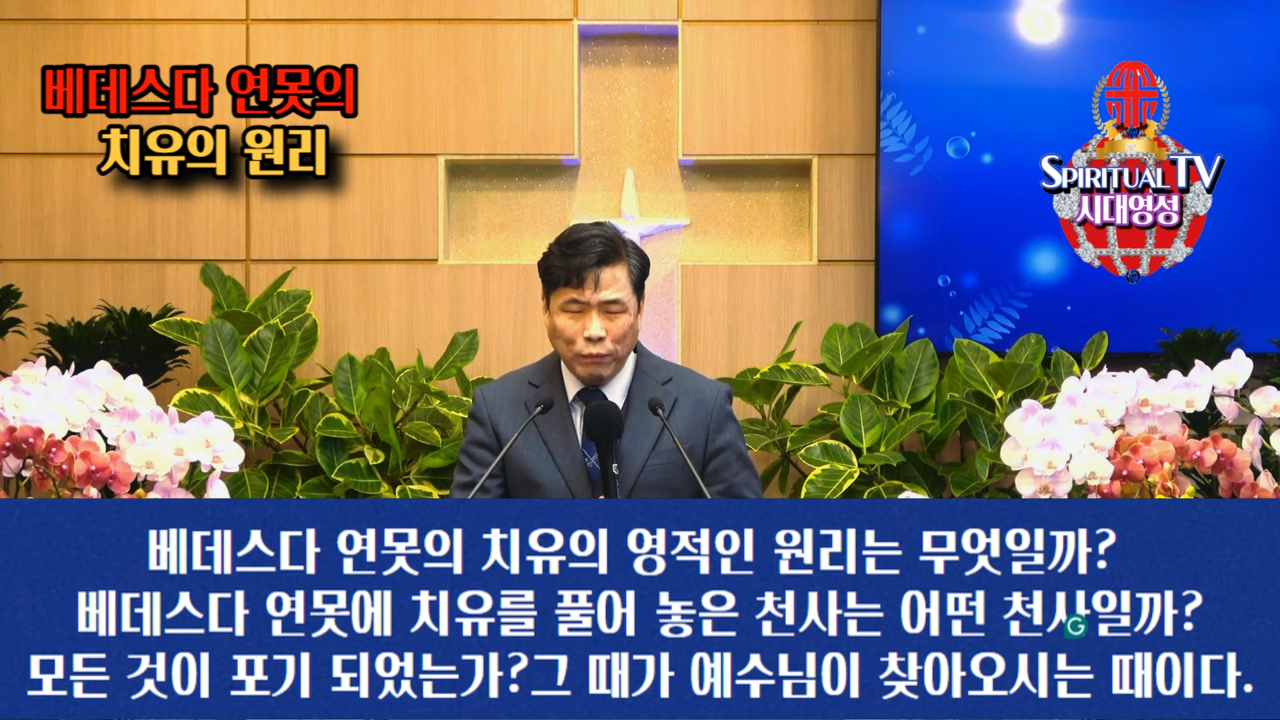 베데스다 연못의
치유의 원리
SPIRITUAL TV
시대영성
베데스다 연못의 치유의 영적인 원리는 무엇일까?
베데스다 연못에 치유를 풀어 놓은 천사는 어떤 천사일까?
G
모든 것이 포기 되었는가?그 때가 예수님이 찾아오시는 때이다.